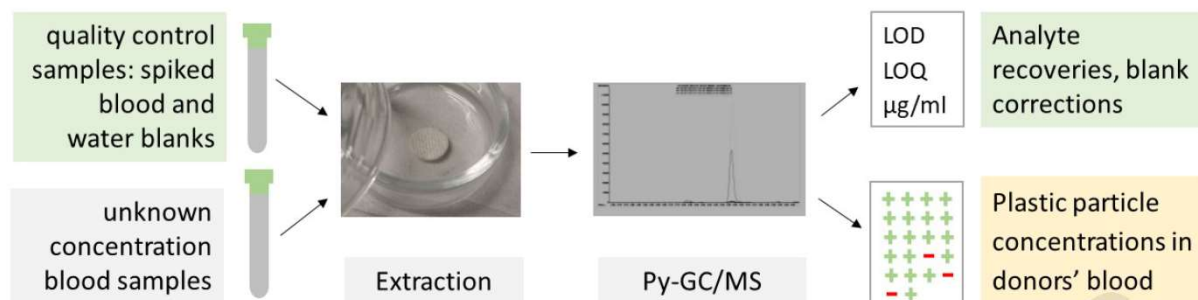 quality control
samples: spiked
blood and
water blanks
unknown
concentration
blood samples
Extraction
Py-GC/MS
LOD
LOQ
µg/ml
Analyte
recoveries, blank
corrections
+ + + +
+ + + +
+ + + +
+ + - +
+ + + -
- +
Plastic particle
concentrations in
donors’ blood